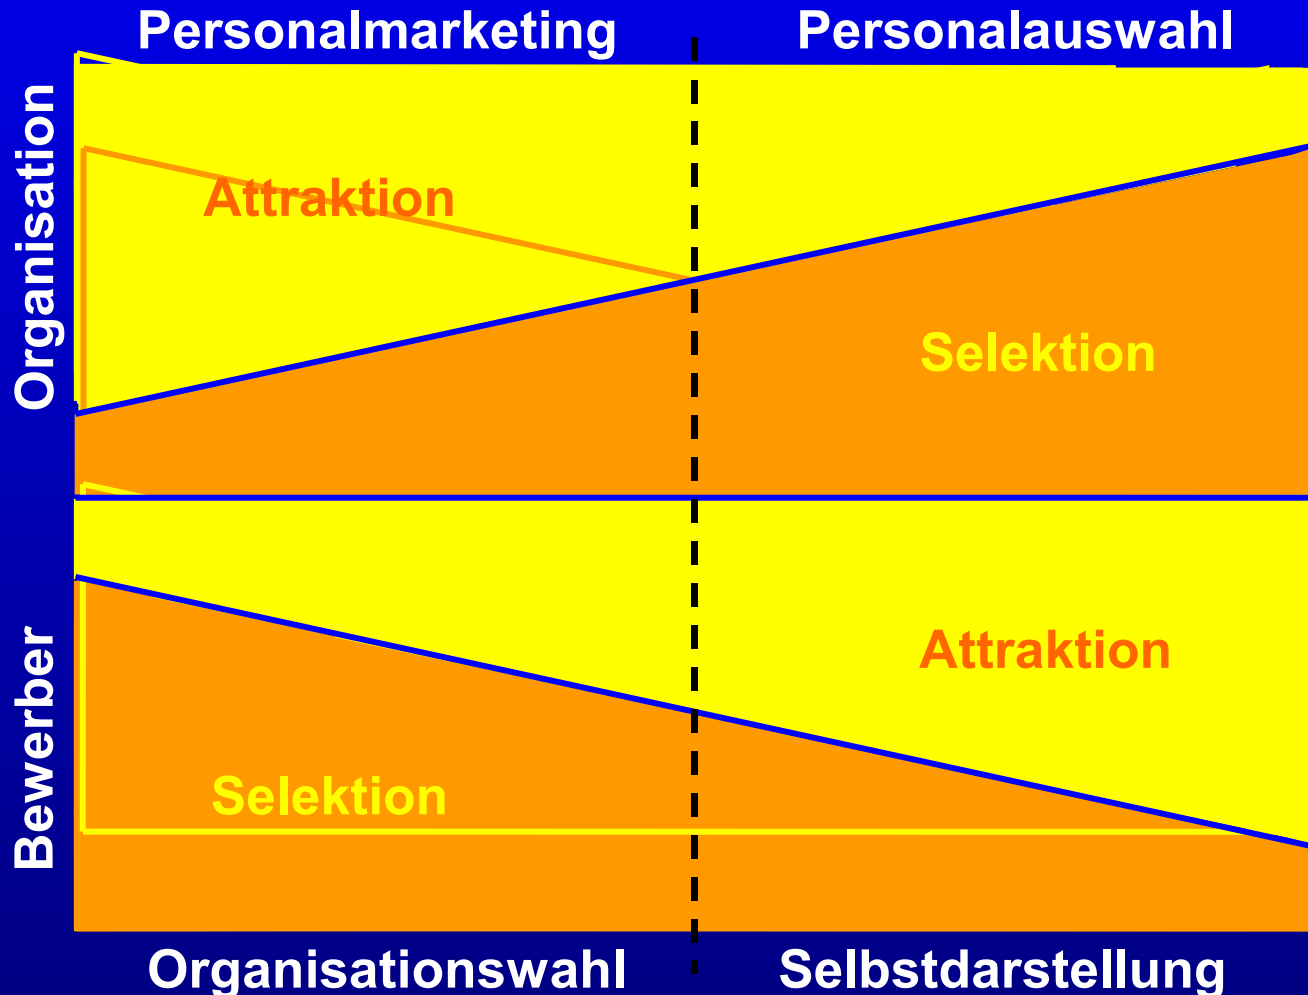 Personalmarketing
Personalauswahl
Organisation
Attraktion
Selektion
Bewerber
Attraktion
Selektion
Organisationswahl
Selbstdarstellung